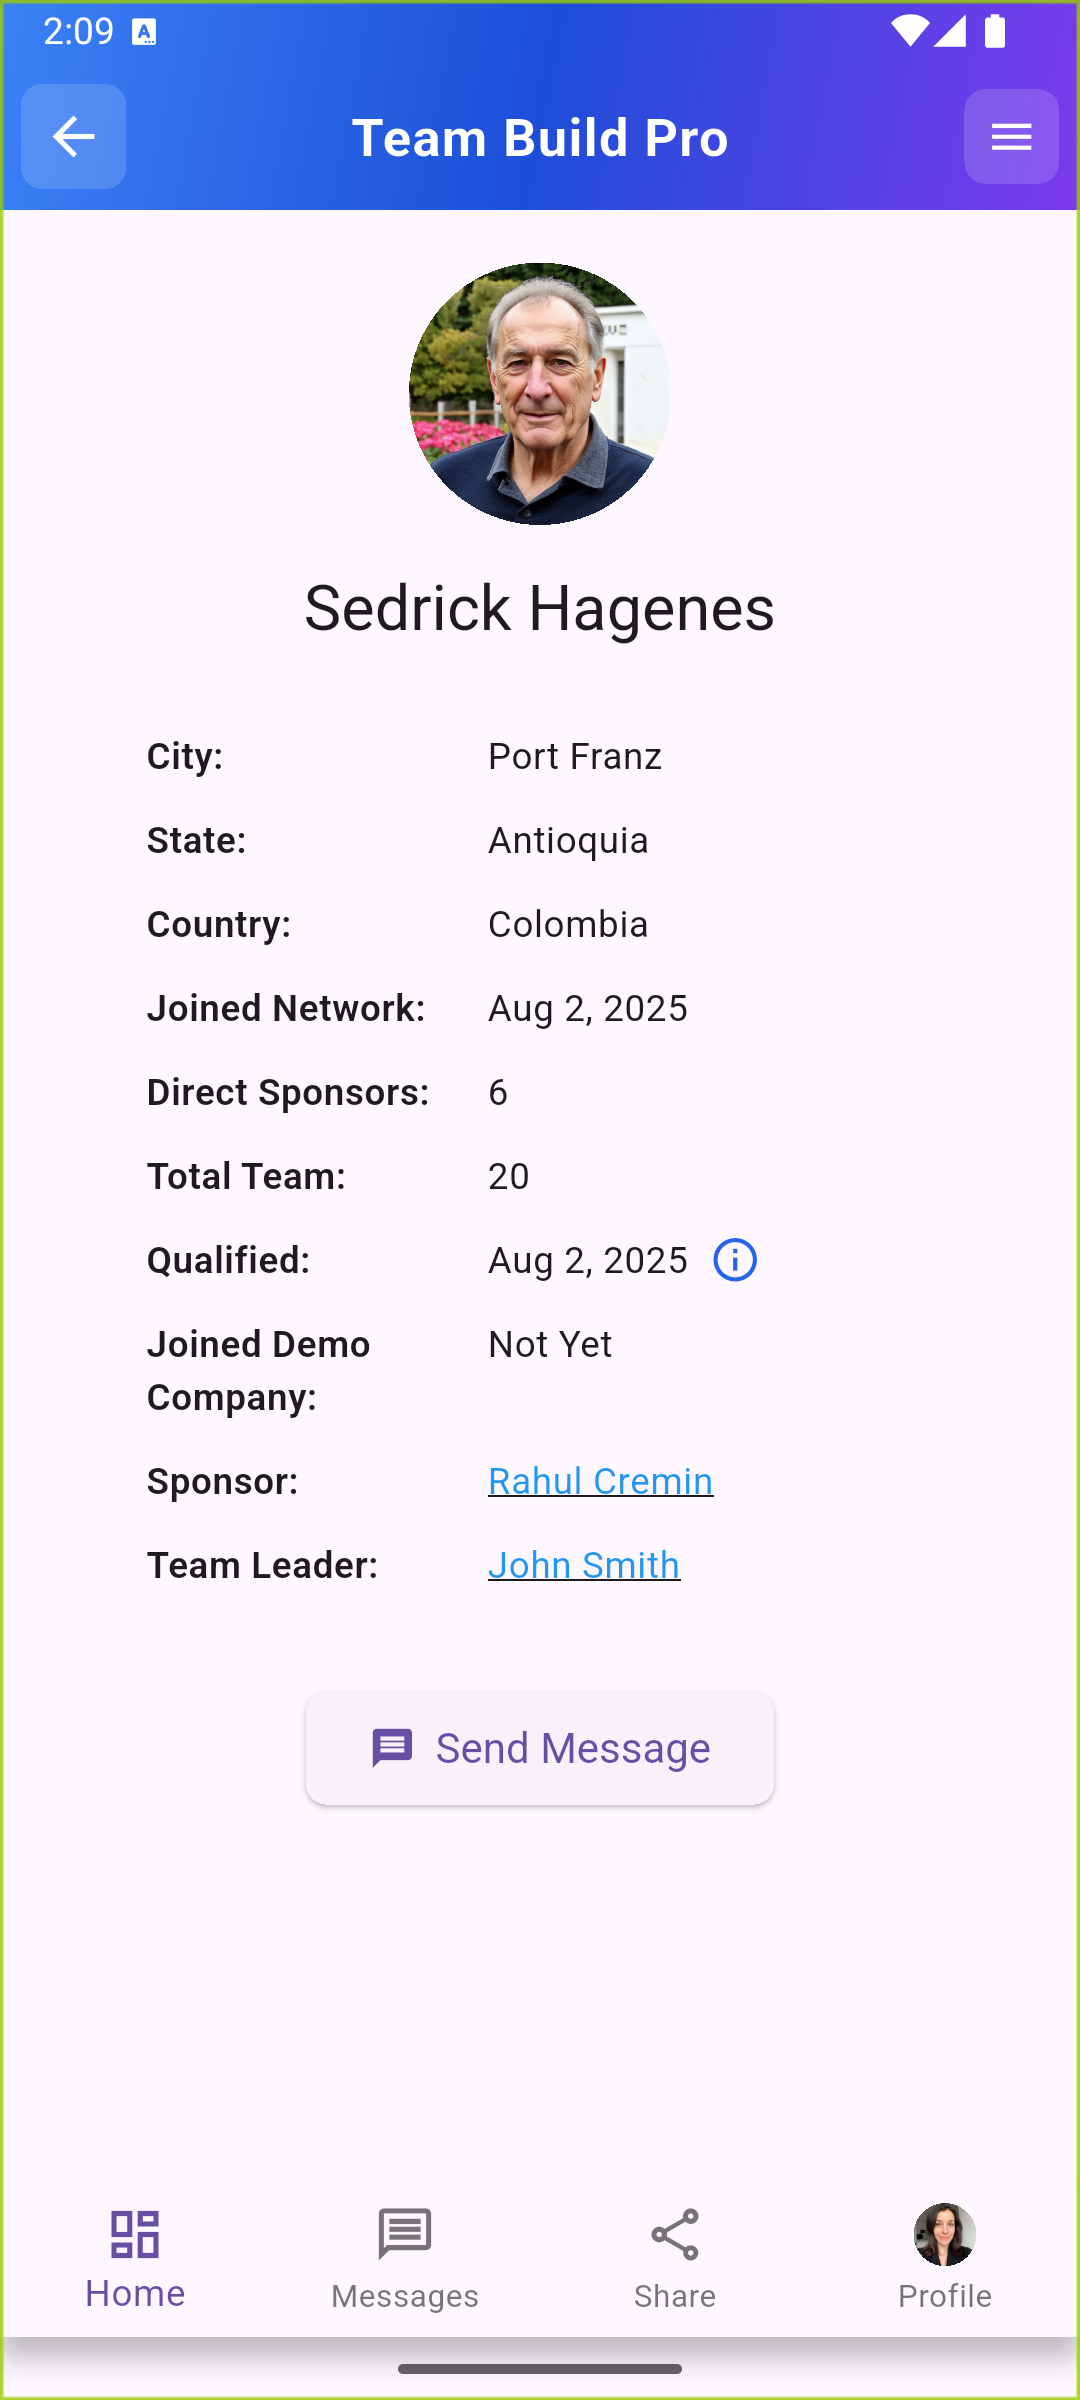 2:09
Team Build Pro
Sedrick Hagenes
City: Port Franz
State: Antioquia
Country: Colombia
Joined Network: Aug 2, 2025
Direct Sponsors: 6
Total Team: 20
Qualified: Aug 2, 2025
Joined Demo Not Yet
Company:
Sponsor: Rahul Cremin
Team Leader: John Smith
Send Message
Home Messages Share Profile